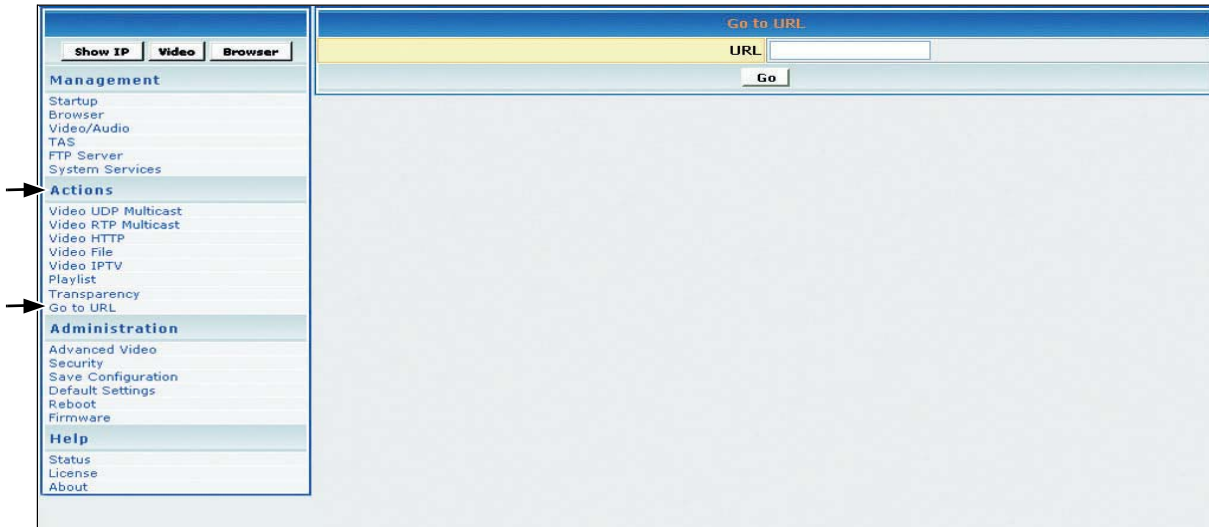 Show IP Video Browser
Management
Startup
Browser
Video/Audio
TAS
FTP Server
System Services
Actions
Video UDP Multicast
Video RTP Multicast
Video HTTP
Video File
Video IPTV
Playlist
Transparency
Go to URL
Administration
Advanced Video
Security
Save Configuration
Default Settings
Reboot
Firmware
Help
Status
License
About
Go to URL
URL
Go